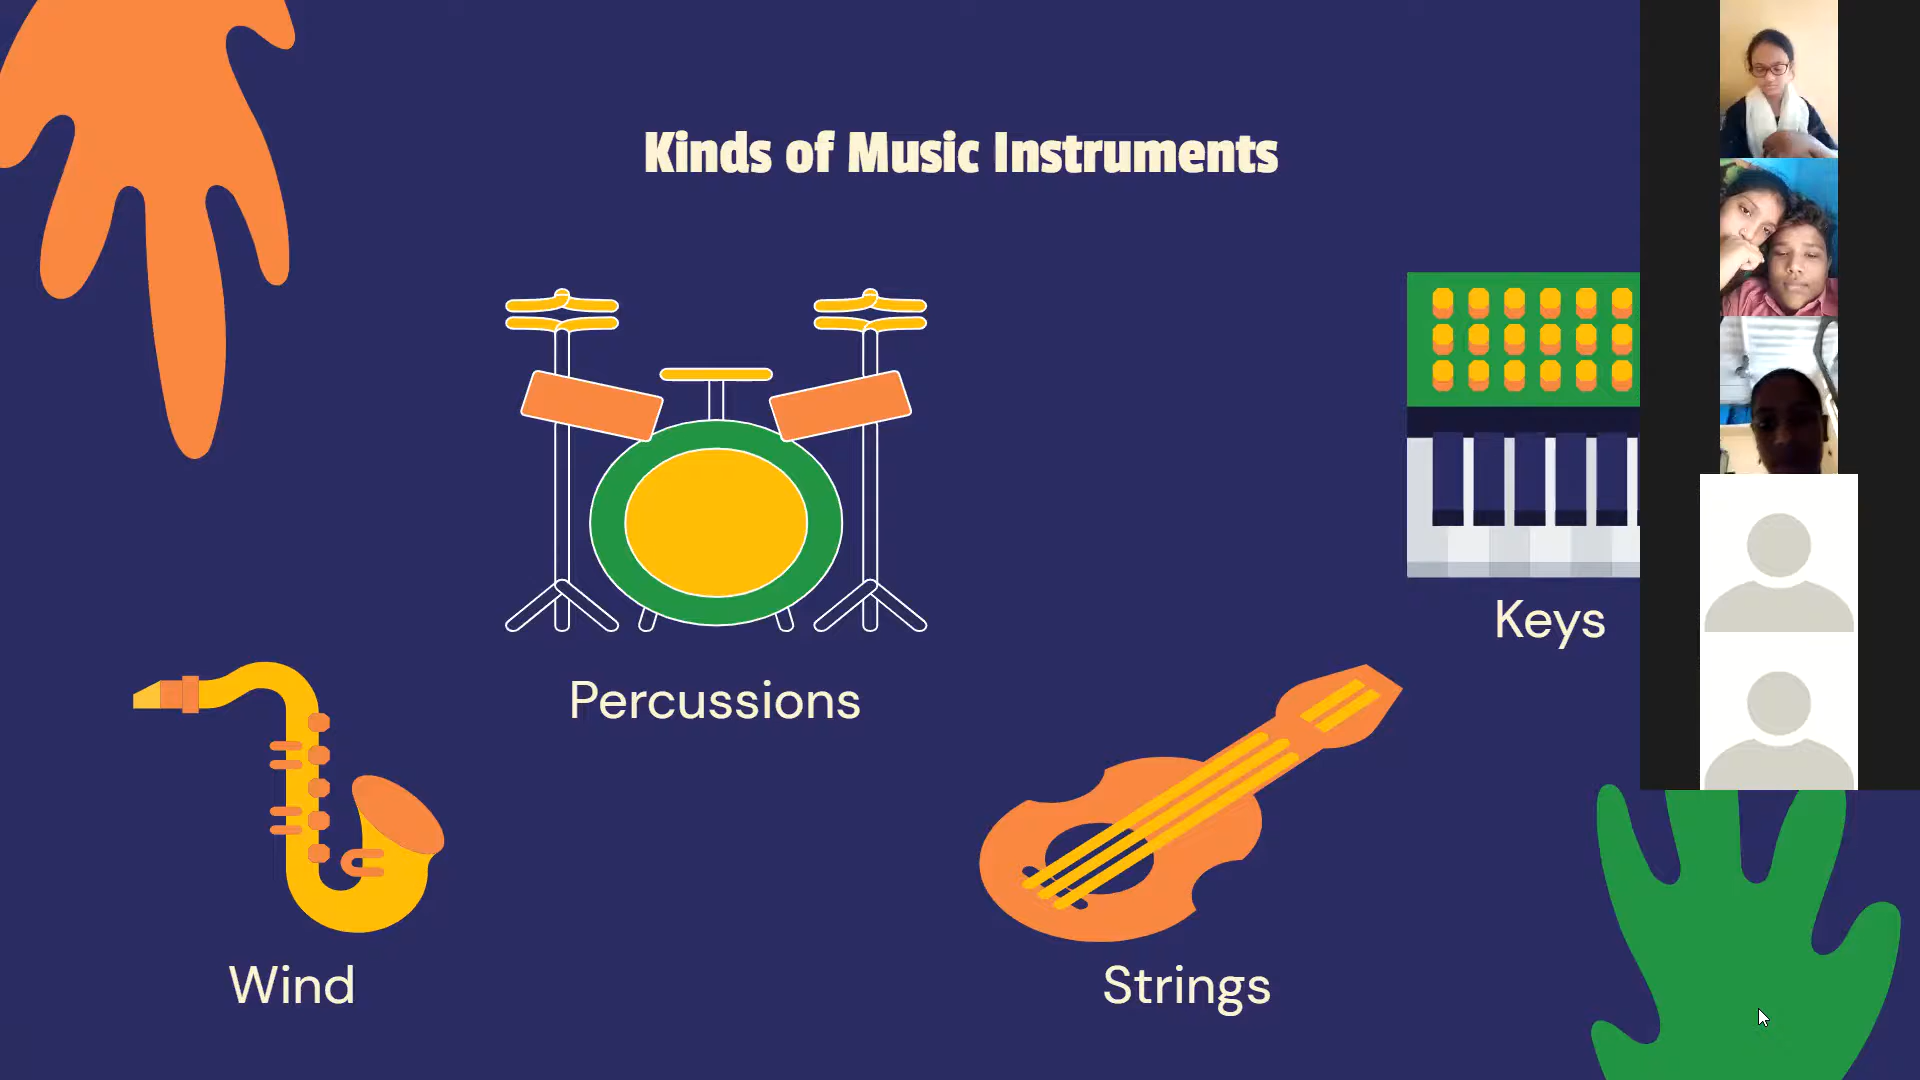 Kinds of Music Instruments
Keys
Percussions
Wind
Strings